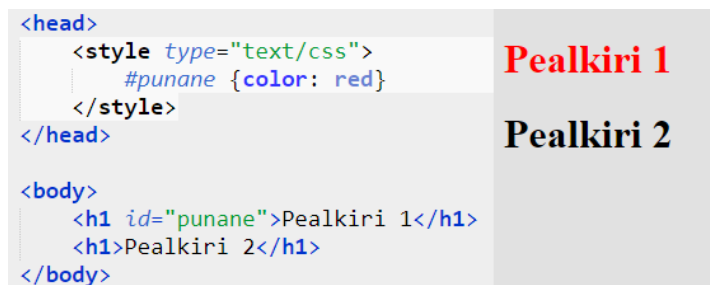 <head>
    <style type="text/css">
        #punane {color: red}
    </style>
</head>

<body>
    <h1 id="punane">Pealkiri 1</h1>
    <h1>Pealkiri 2</h1>
</body>
Pealkiri 1
Pealkiri 2